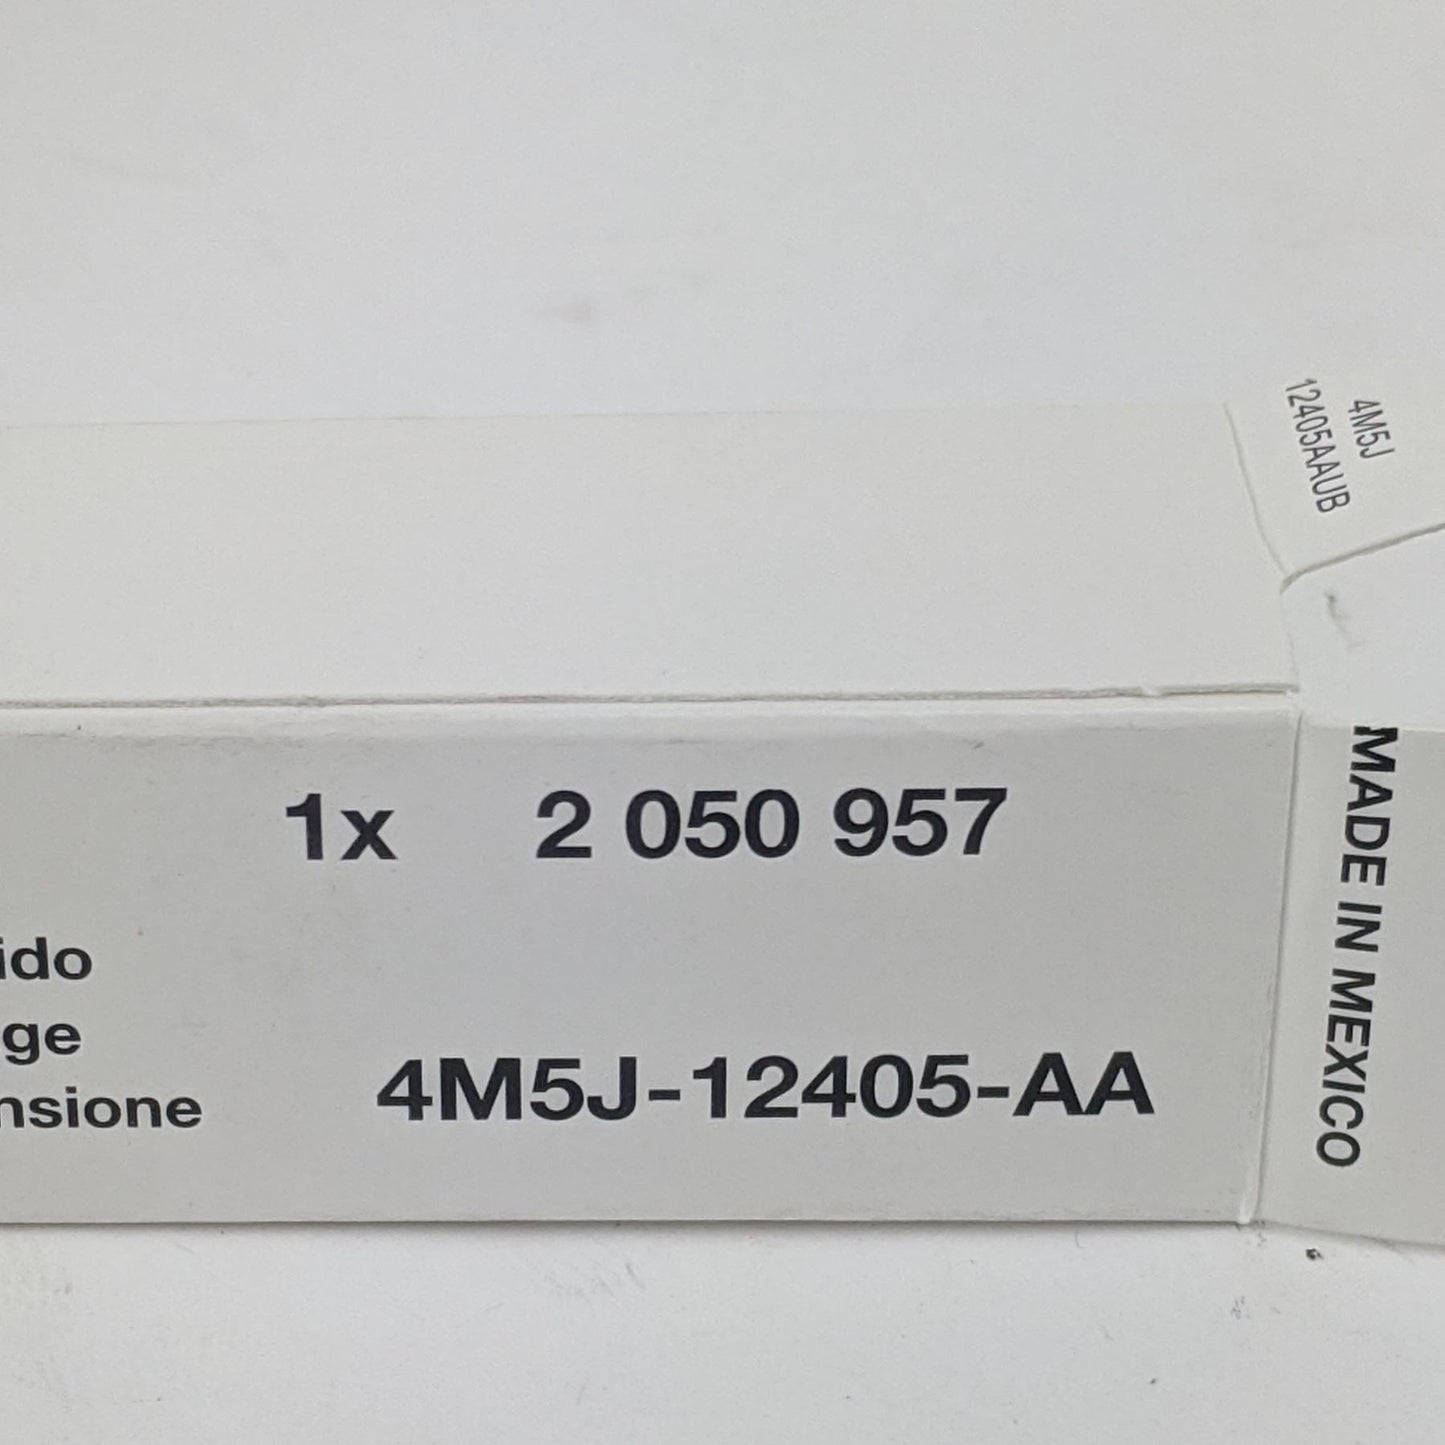 4M5J
12405AAUB
1x 2 050 957
ido
ge
nsione
4M5J-12405-AA
MADE IN MEXICO